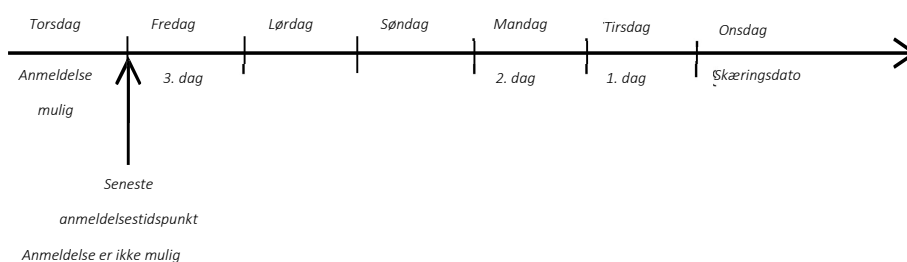 Torsdag Fredag Lørdag Søndag Mandag Tirsdag Onsdag
Anmeldelse 3. dag 2. dag 1. dag Skæringsdato
mulig
Seneste
anmeldelsestidspunkt
Anmeldelse er ikke mulig